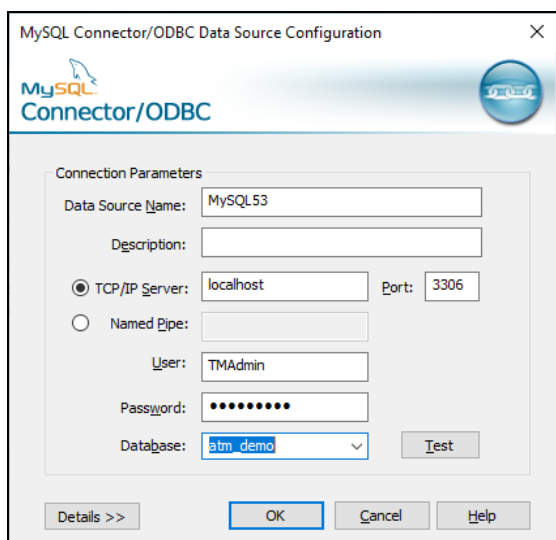 MySQL Connector/ODBC Data Source Configuration
MySQL
Connector/ODBC
Connection Parameters
Data Source Name: MySQL53
Description:
TCP/IP Server: localhost Port: 3306
Named Pipe:
User: TMAdmin
Password: •••••••••
Database: atm_demo Test
Details >> OK Cancel Help